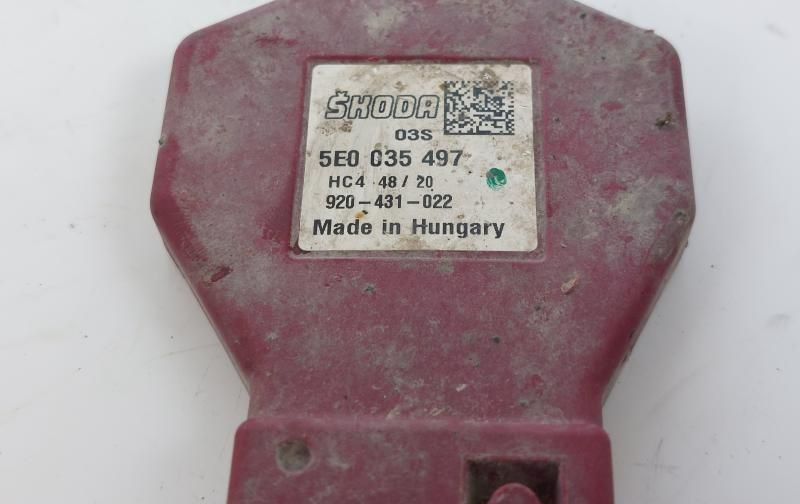 ŠKODA
03S
5E0 035 497
HC4 48/20
920-431-022
Made in Hungary